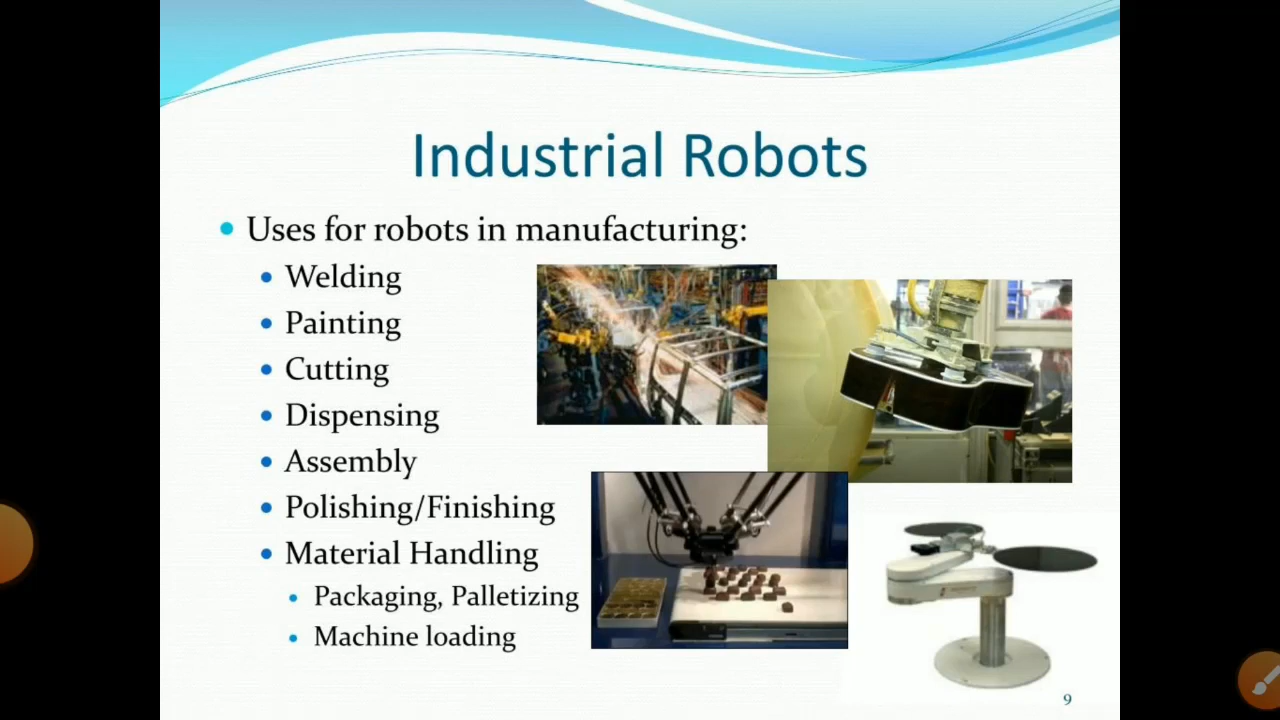 Industrial Robots
Uses for robots in manufacturing:
Welding
Painting
Cutting
Dispensing
Assembly
Polishing/Finishing
Material Handling
Packaging, Palletizing
Machine loading
9